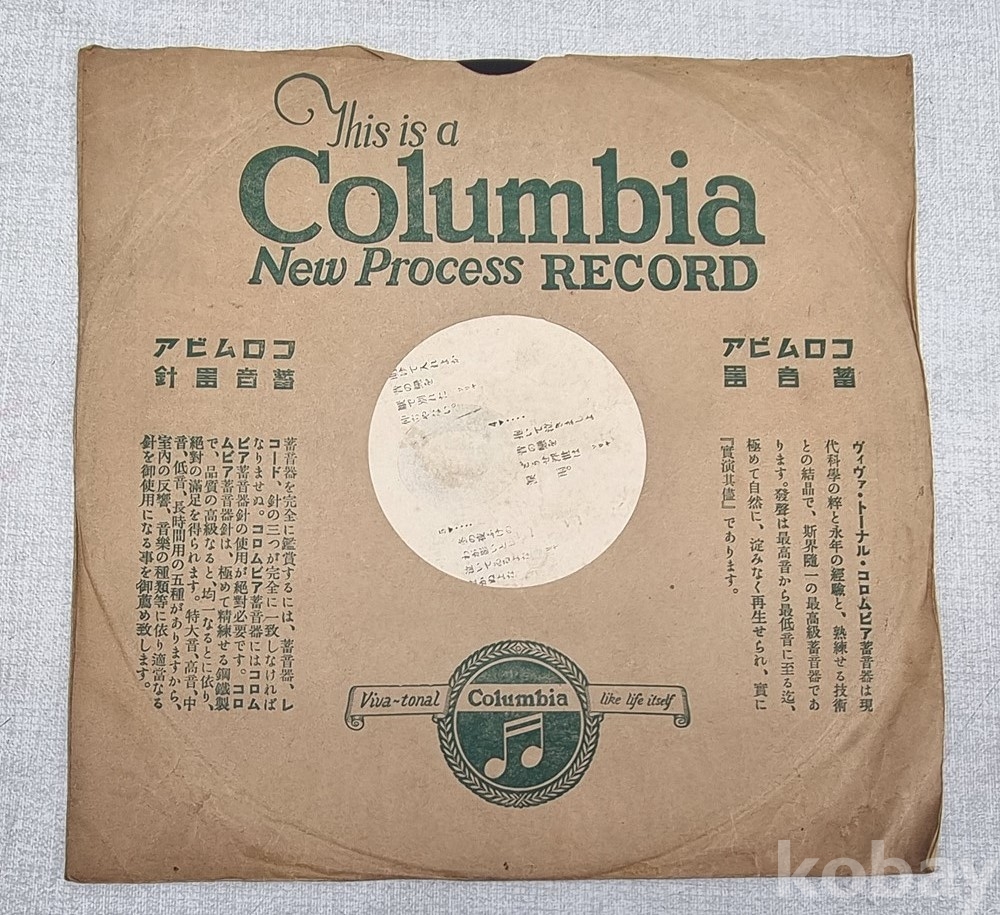 This is a
Columbia
New Process RECORD
コロムビア
蓄音器
ヴィヴァ・トーナル・コロムビア蓄音器は現
代科學の粹と永年の經驗と、熟練せる技術
との結晶で、斯界隨一の最高級蓄音器であ
ります。發聲は最高音から最低音に至る迄、
極めて自然に、淀みなく再生せられ、實に
『實演其儘』であります。
コロムビア
蓄音器針
蓄音器を完全に鑑賞するには、蓄音器、レ
コード、針の三つが完全に一致しなければ
なりませぬ。コロムビア蓄音器にはコロム
ビア蓄音器針の使用が絶對必要です。コロ
ムビア蓄音器針は、極めて精練せる鋼鐵製
で、品質の高級なると、均一なるとに依り、
絶對の滿足を得られます。特大音、高音、中
音、低音、長時間用の五種がありますから、
室内の反響、音樂の種類等に依り適當なる
針を御使用になる事を御薦め致します。
Viva-tonal Columbia like life itself
kobay